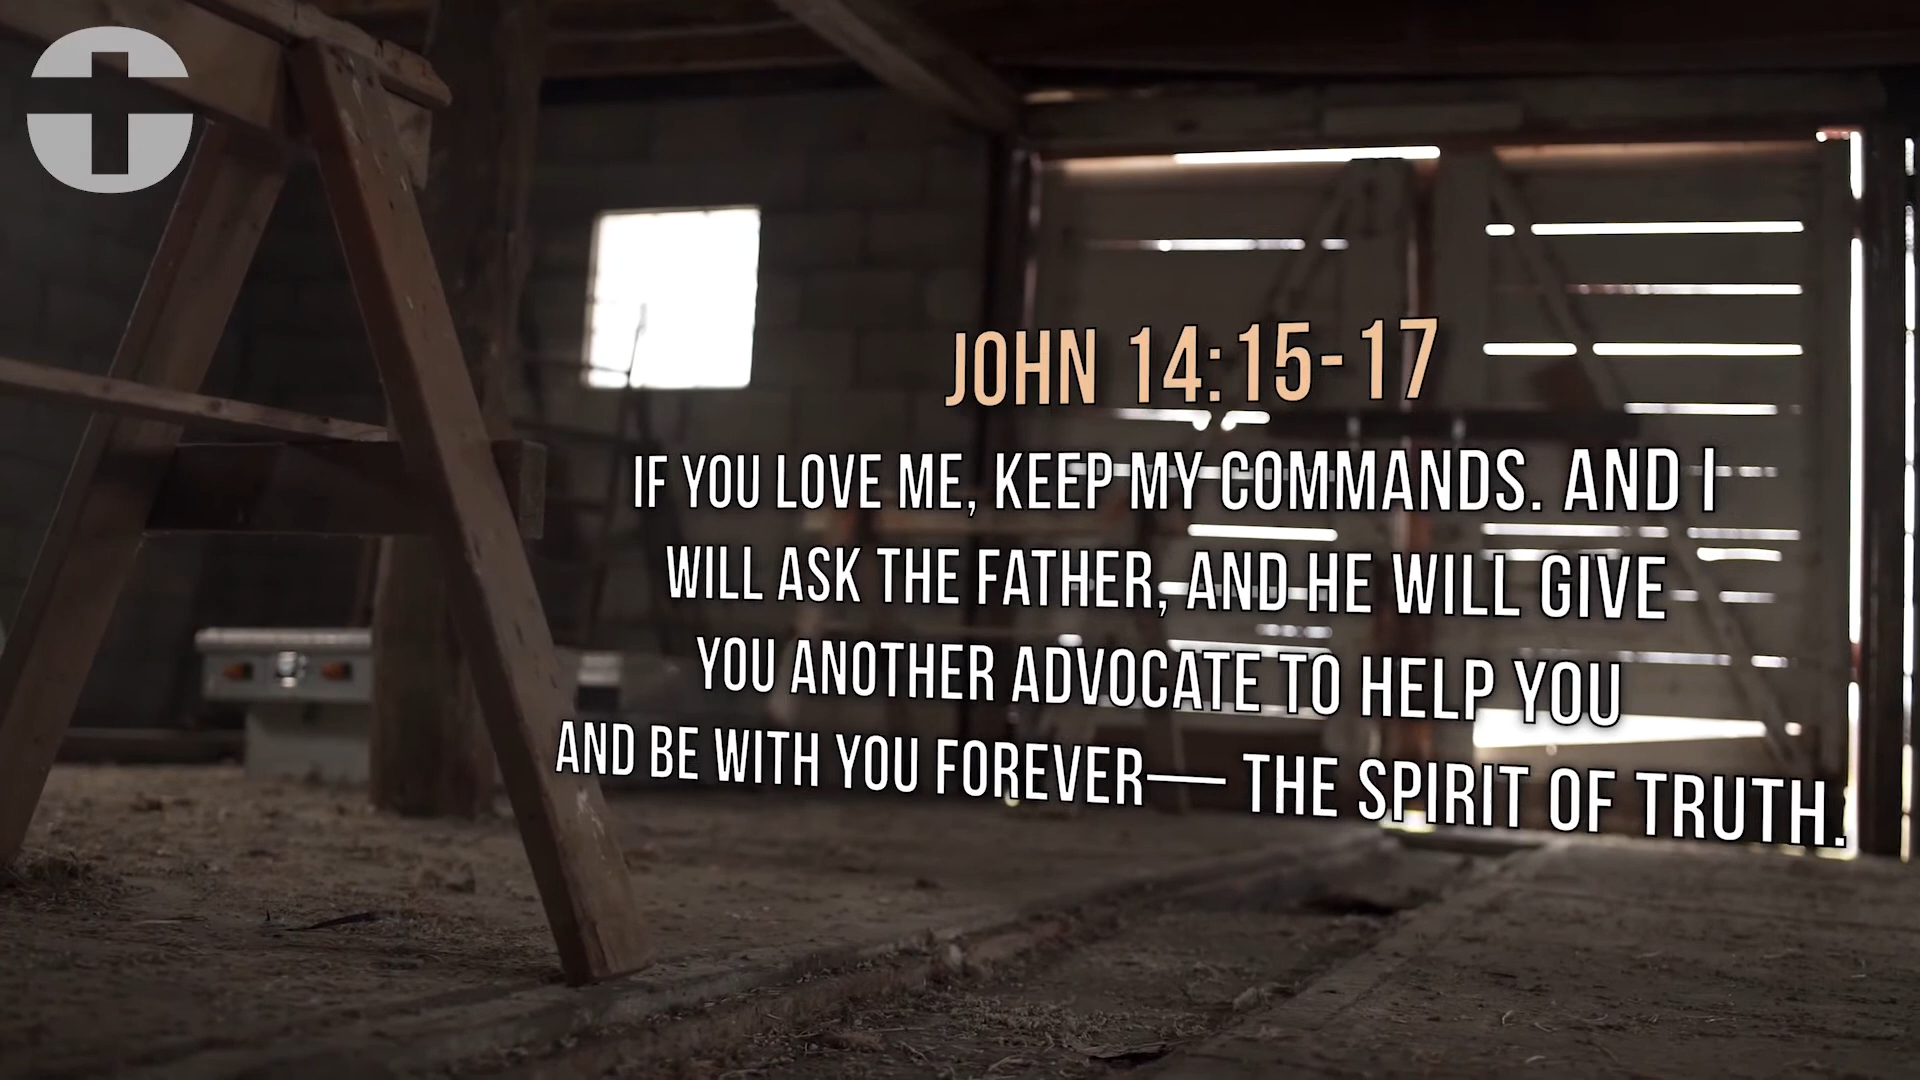 JOHN 14:15-17
IF YOU LOVE ME, KEEP MY COMMANDS. AND I
WILL ASK THE FATHER, AND HE WILL GIVE
YOU ANOTHER ADVOCATE TO HELP YOU
AND BE WITH YOU FOREVER— THE SPIRIT OF TRUTH.